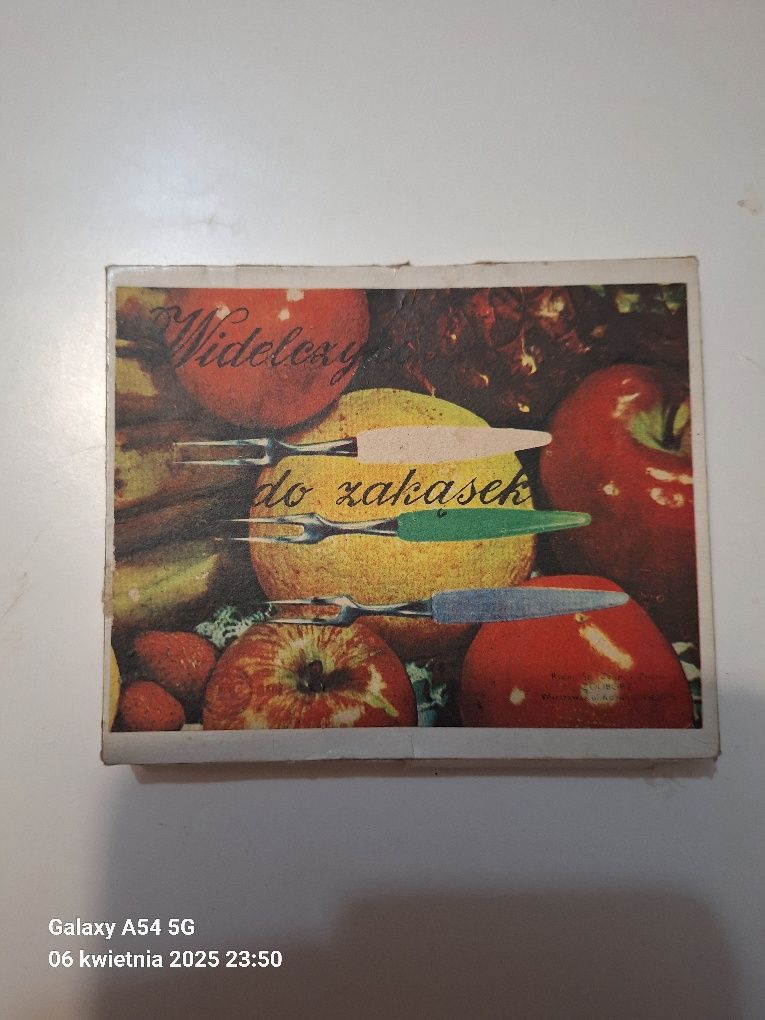 Widelczyki
do zakąsek
Galaxy A54 5G
06 kwietnia 2025 23:50